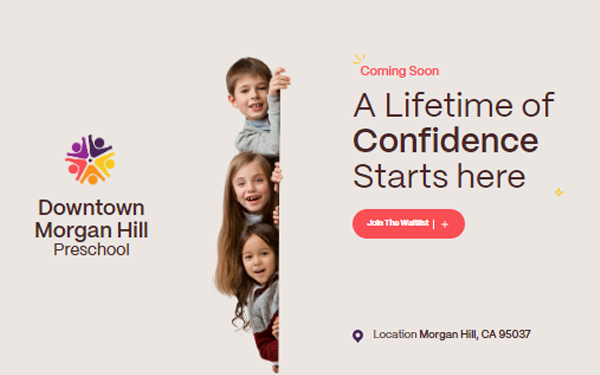 Downtown
Morgan Hill
Preschool
Coming Soon
A Lifetime of
Confidence
Starts here
Join The Waitlist | +
Location Morgan Hill, CA 95037